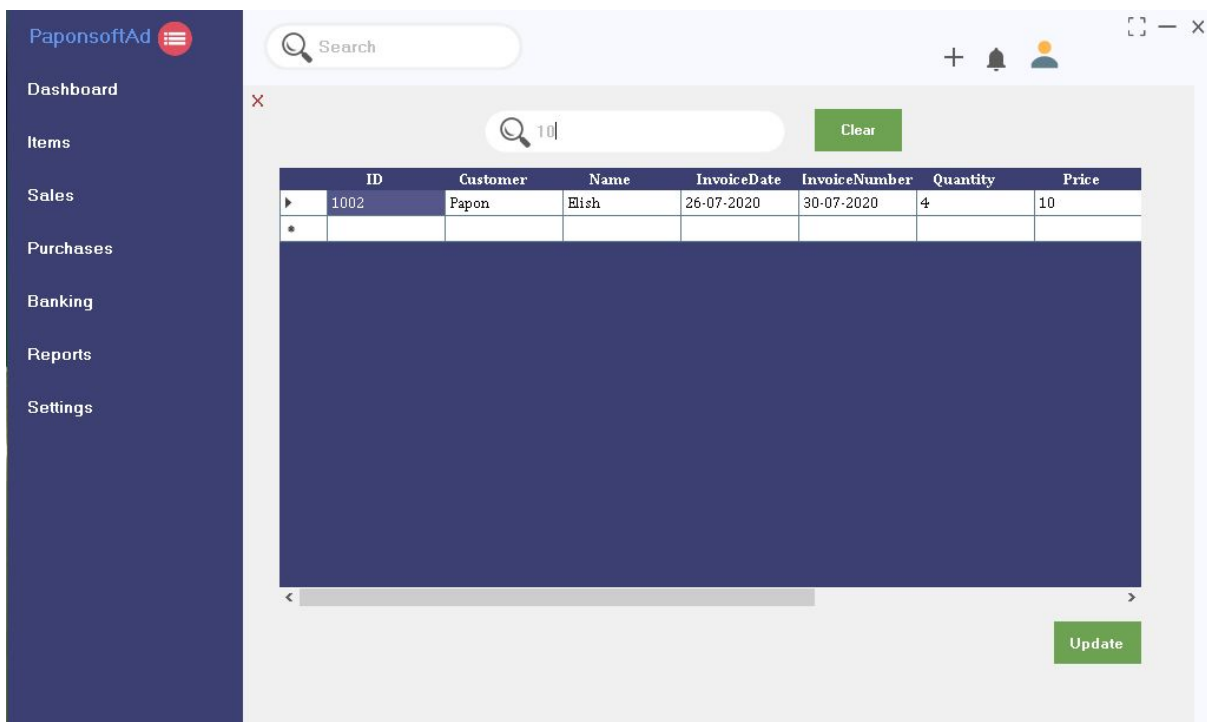 PaponsoftAd
Search
Dashboard
Items
Sales
Purchases
Banking
Reports
Settings
10
Clear
ID Customer Name InvoiceDate InvoiceNumber Quantity Price
1002 Papon Elish 26-07-2020 30-07-2020 4 10
Update